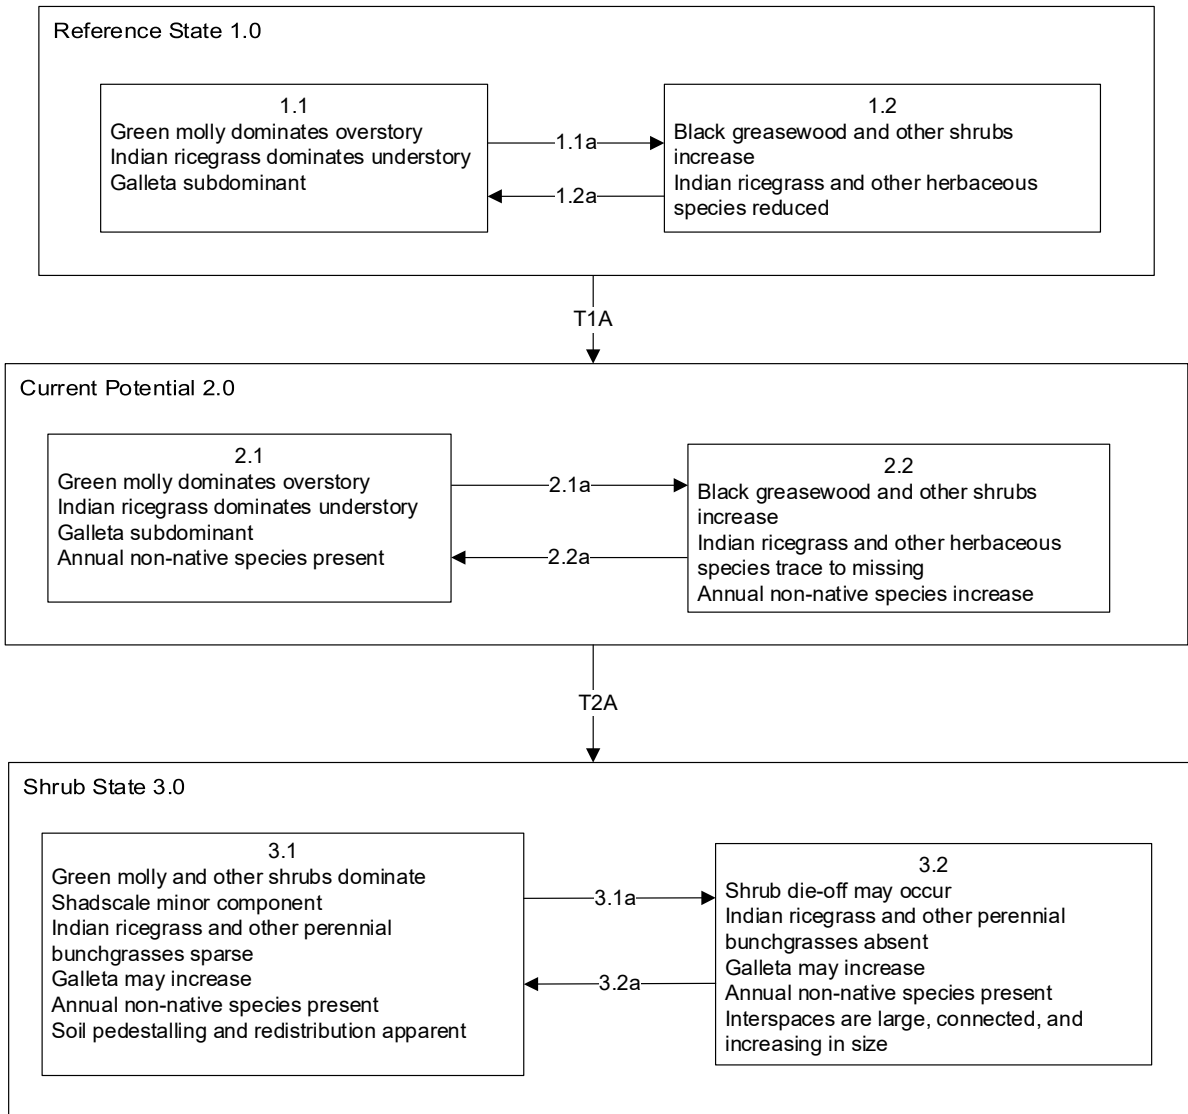 Reference State 1.0
1.1
Green molly dominates overstory
Indian ricegrass dominates understory
Galleta subdominant
1.1a
1.2a
1.2
Black greasewood and other shrubs
increase
Indian ricegrass and other herbaceous
species reduced
T1A
Current Potential 2.0
2.1
Green molly dominates overstory
Indian ricegrass dominates understory
Galleta subdominant
Annual non-native species present
2.1a
2.2a
2.2
Black greasewood and other shrubs
increase
Indian ricegrass and other herbaceous
species trace to missing
Annual non-native species increase
T2A
Shrub State 3.0
3.1
Green molly and other shrubs dominate
Shadscale minor component
Indian ricegrass and other perennial
bunchgrasses sparse
Galleta may increase
Annual non-native species present
Soil pedestalling and redistribution apparent
3.1a
3.2a
3.2
Shrub die-off may occur
Indian ricegrass and other perennial
bunchgrasses absent
Galleta may increase
Annual non-native species present
Interspaces are large, connected, and
increasing in size